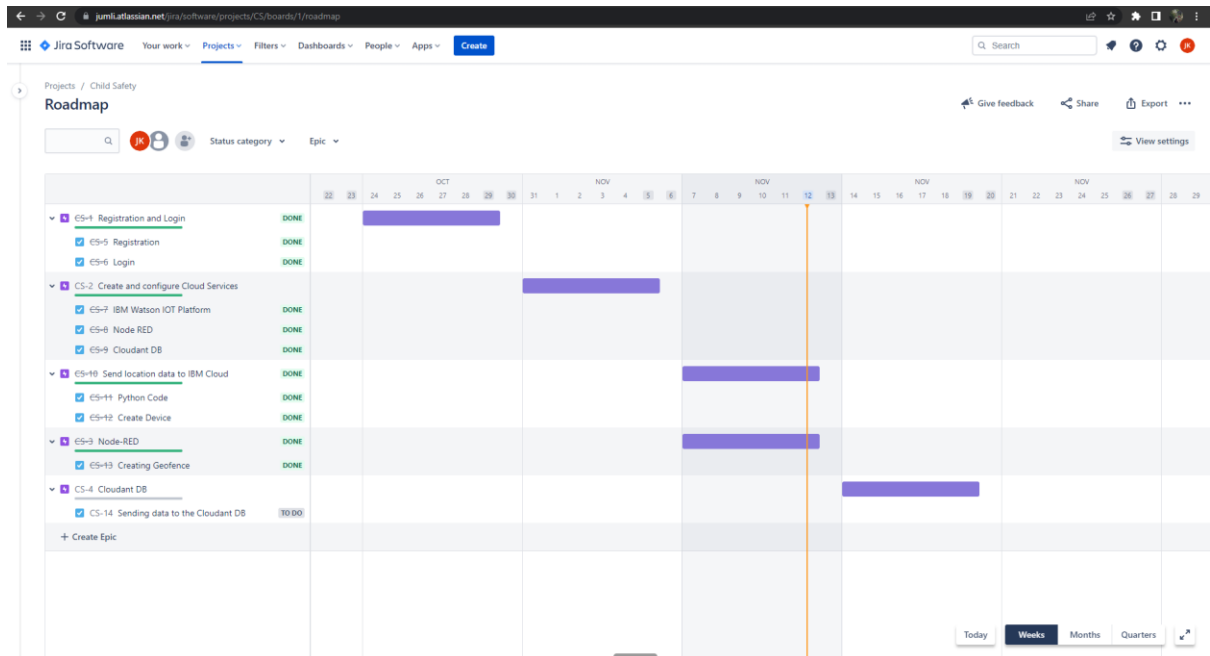 jumli.atlassian.net/jira/software/projects/CS/boards/1/roadmap
Jira Software Your work Projects Filters Dashboards People Apps Create Search JK
Projects / Child Safety
Roadmap
Give feedback Share Export
JK Status category Epic View settings
OCT NOV NOV NOV NOV
22 23 24 25 26 27 28 29 30 31 1 2 3 4 5 6 7 8 9 10 11 12 13 14 15 16 17 18 19 20 21 22 23 24 25 26 27 28 29
CS-1 Registration and Login DONE
CS-5 Registration DONE
CS-6 Login DONE
CS-2 Create and configure Cloud Services
CS-7 IBM Watson IOT Platform DONE
CS-8 Node RED DONE
CS-9 Cloudant DB DONE
CS-10 Send location data to IBM Cloud DONE
CS-11 Python Code DONE
CS-12 Create Device DONE
CS-3 Node-RED DONE
CS-13 Creating Geofence DONE
CS-4 Cloudant DB
CS-14 Sending data to the Cloudant DB TO DO
+ Create Epic
Today Weeks Months Quarters